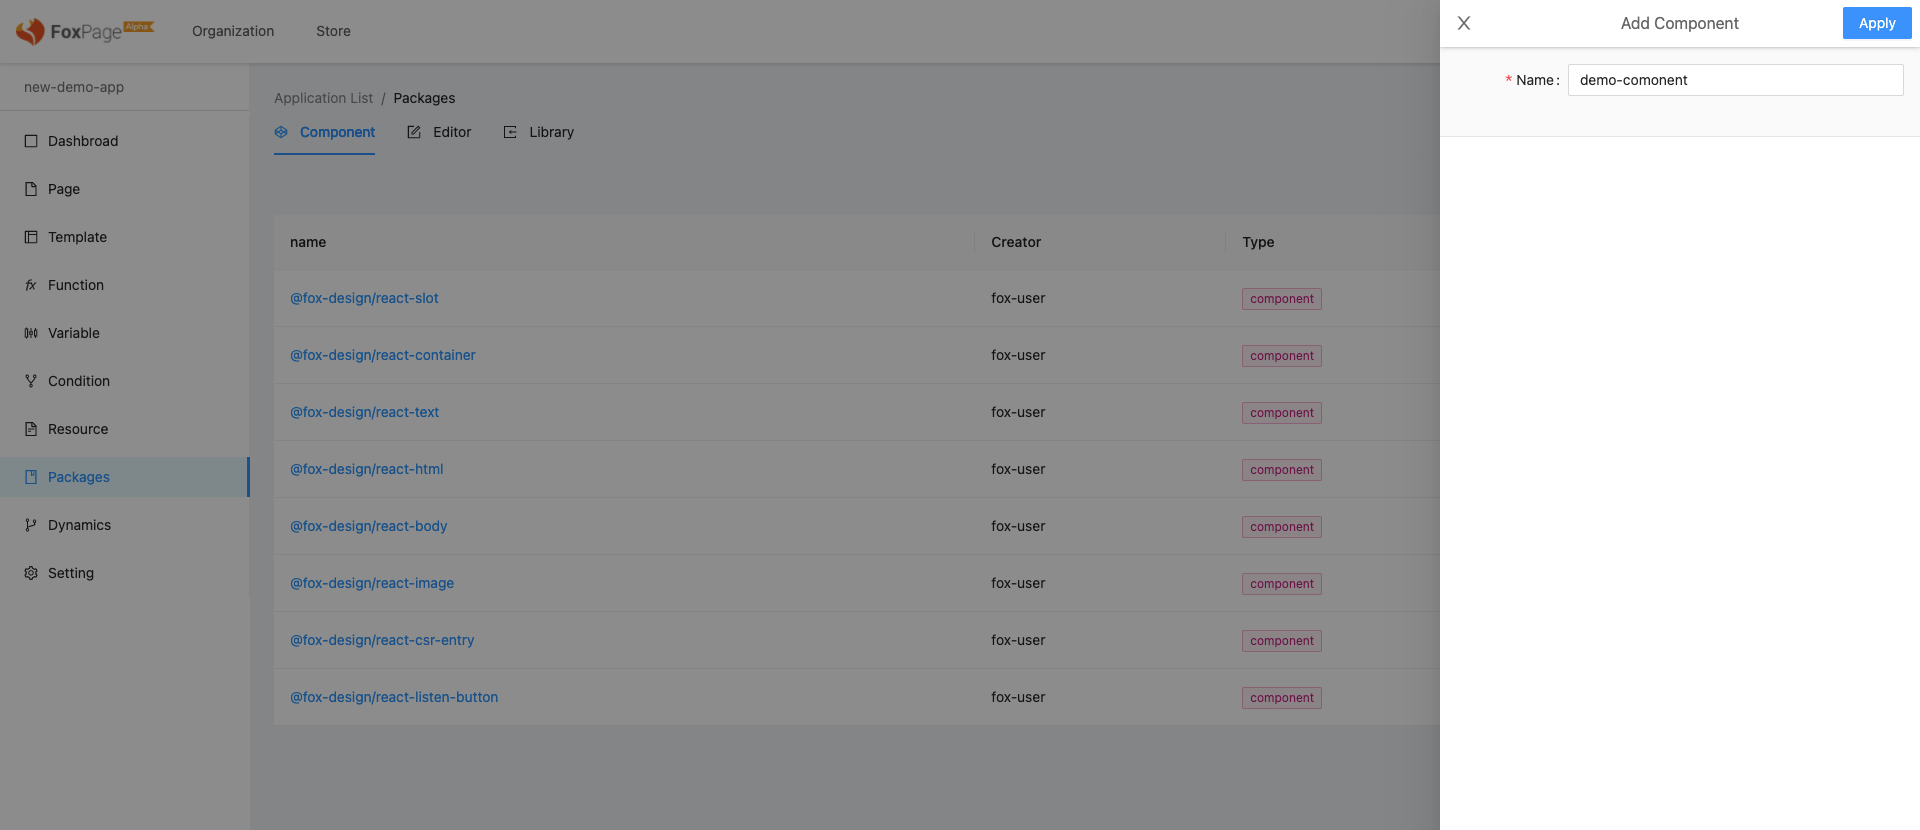 FoxPage Alpha Organization Store
Add Component Apply
new-demo-app
* Name: demo-comonent
Application List / Packages
Component Editor Library
Dashbroad
Page
Template
Function
Variable
Condition
Resource
Packages
Dynamics
Setting
name Creator Type
@fox-design/react-slot fox-user component
@fox-design/react-container fox-user component
@fox-design/react-text fox-user component
@fox-design/react-html fox-user component
@fox-design/react-body fox-user component
@fox-design/react-image fox-user component
@fox-design/react-csr-entry fox-user component
@fox-design/react-listen-button fox-user component